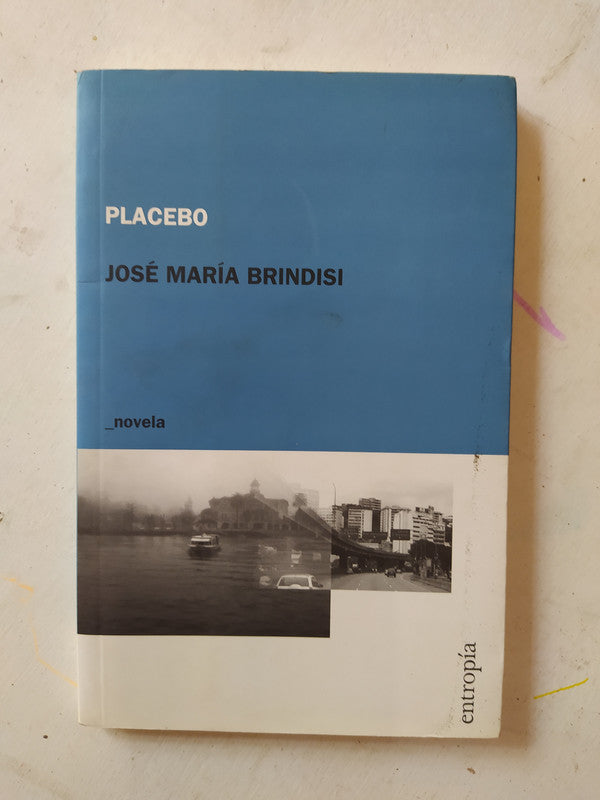 PLACEBO
JOSÉ MARÍA BRINDISI
_novela
entropía